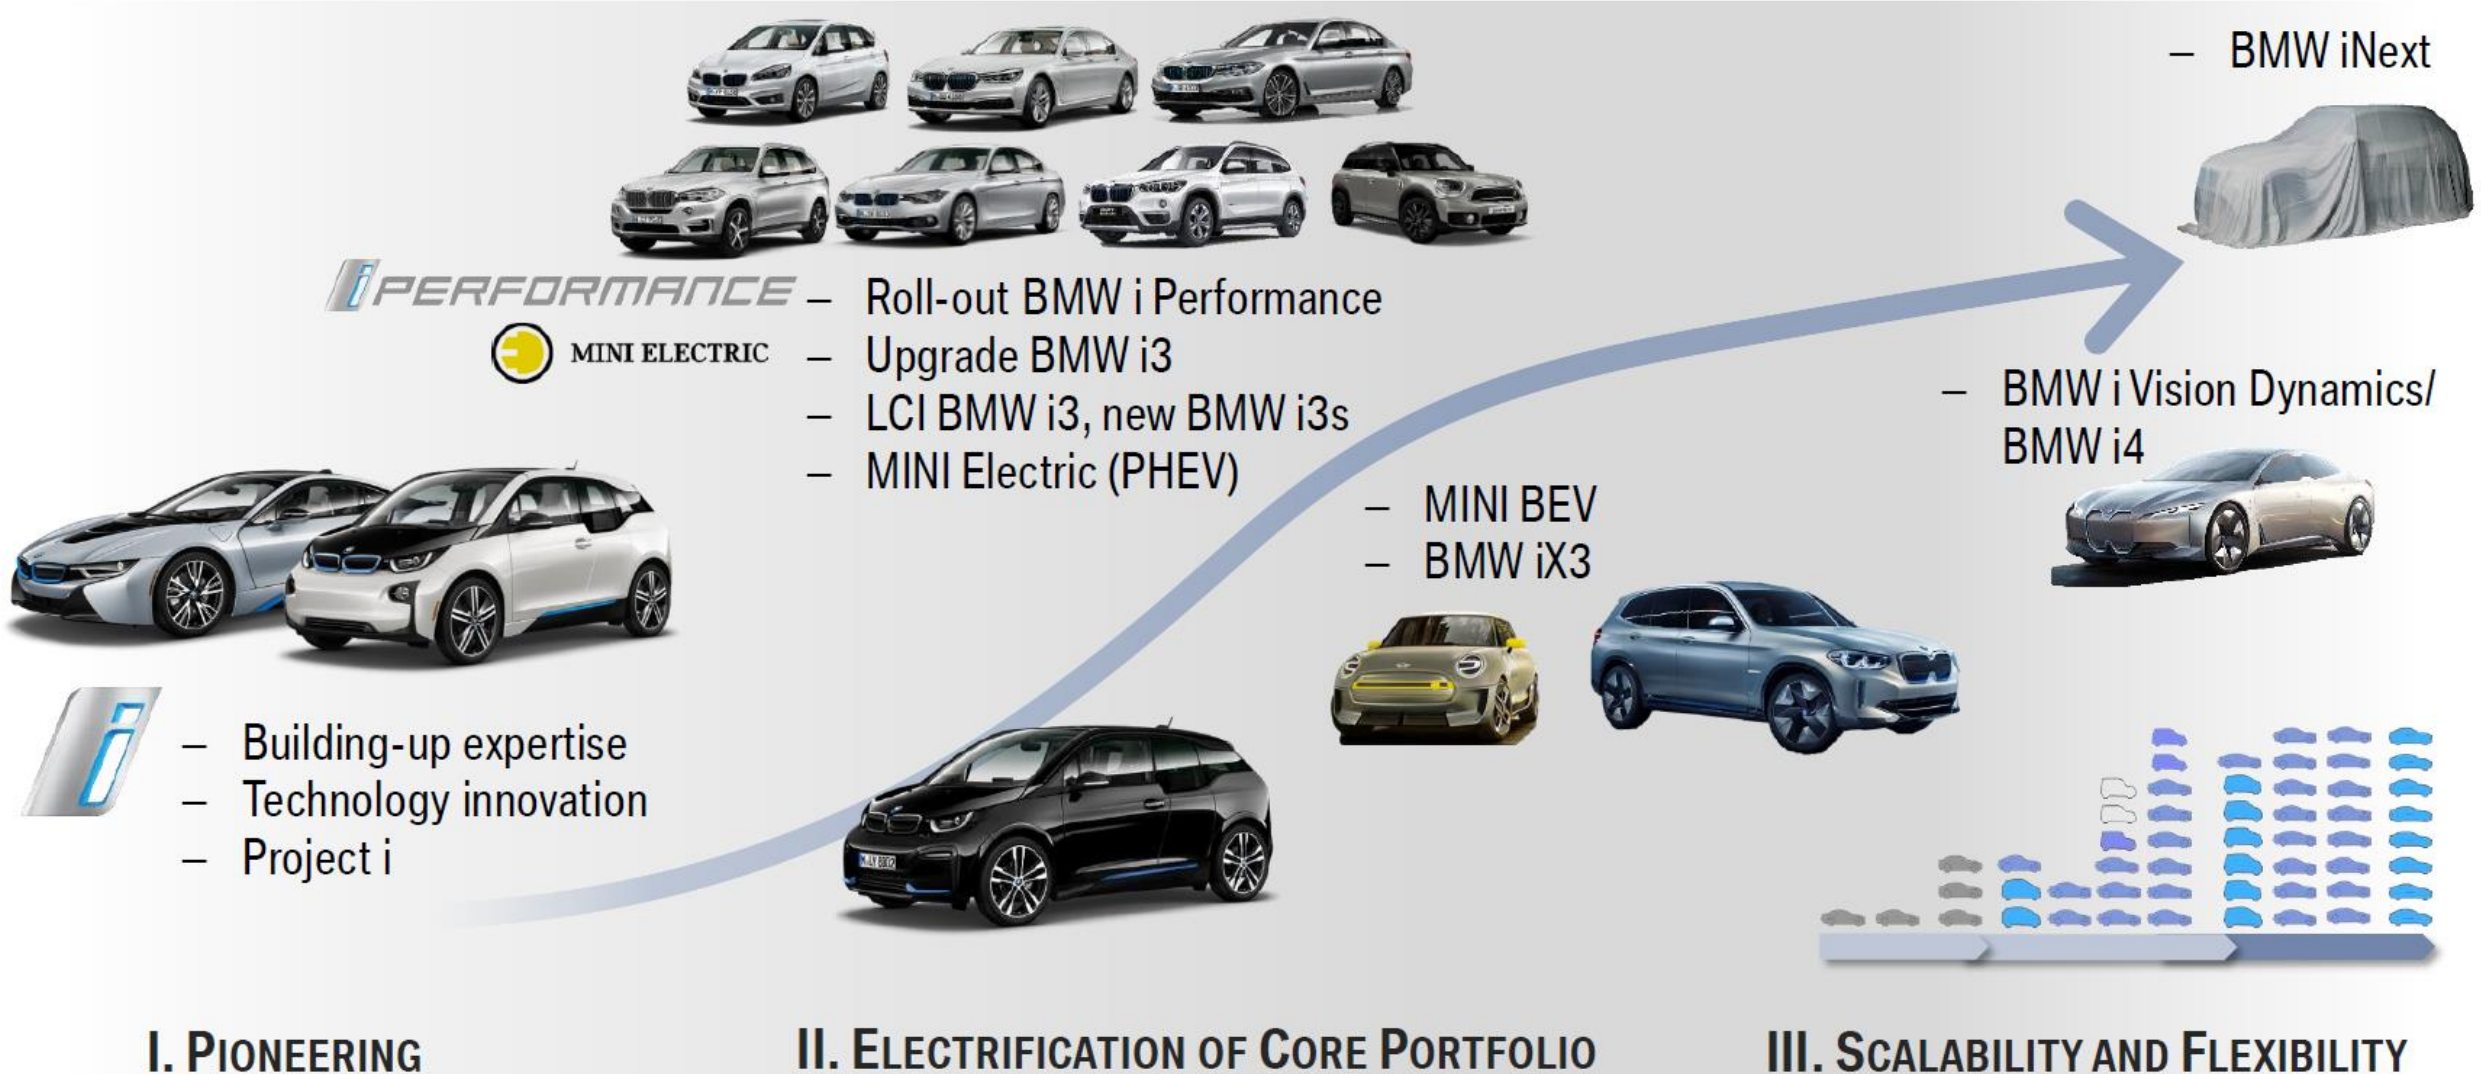 – BMW iNext
iPERFORMANCE
– Roll-out BMW i Performance
MINI ELECTRIC
– Upgrade BMW i3
– LCI BMW i3, new BMW i3s
– MINI Electric (PHEV)
– BMW i Vision Dynamics/
BMW i4
– MINI BEV
– BMW iX3
i
– Building-up expertise
– Technology innovation
– Project i
I. PIONEERING
II. ELECTRIFICATION OF CORE PORTFOLIO
III. SCALABILITY AND FLEXIBILITY